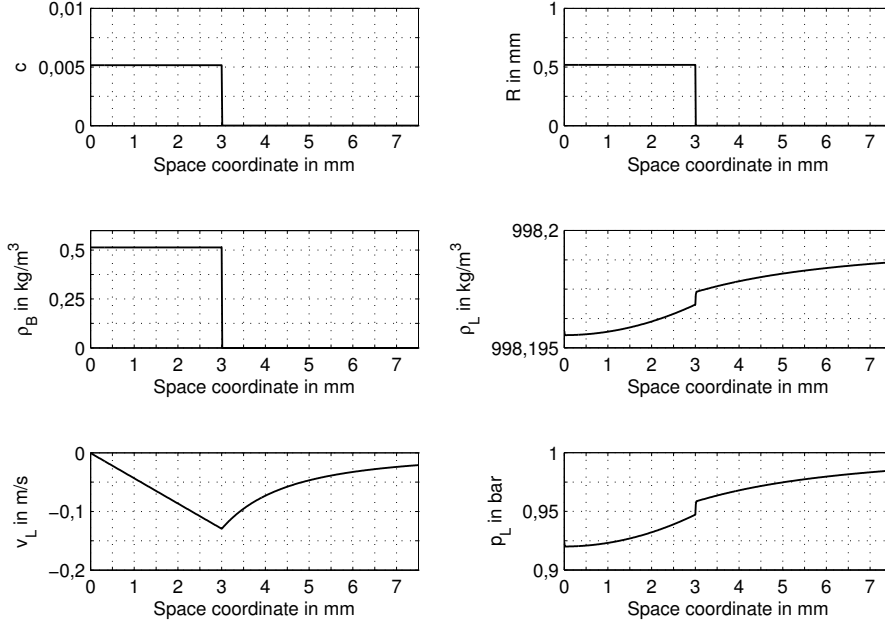 0,01
0,005
0
c
0 1 2 3 4 5 6 7
Space coordinate in mm
1
0,5
0
R in mm
0 1 2 3 4 5 6 7
Space coordinate in mm
0,5
0,25
0
ρ_B in kg/m³
0 1 2 3 4 5 6 7
Space coordinate in mm
998,2
998,195
ρ_L in kg/m³
0 1 2 3 4 5 6 7
Space coordinate in mm
0
−0,1
−0,2
v_L in m/s
0 1 2 3 4 5 6 7
Space coordinate in mm
1
0,95
0,9
p_L in bar
0 1 2 3 4 5 6 7
Space coordinate in mm